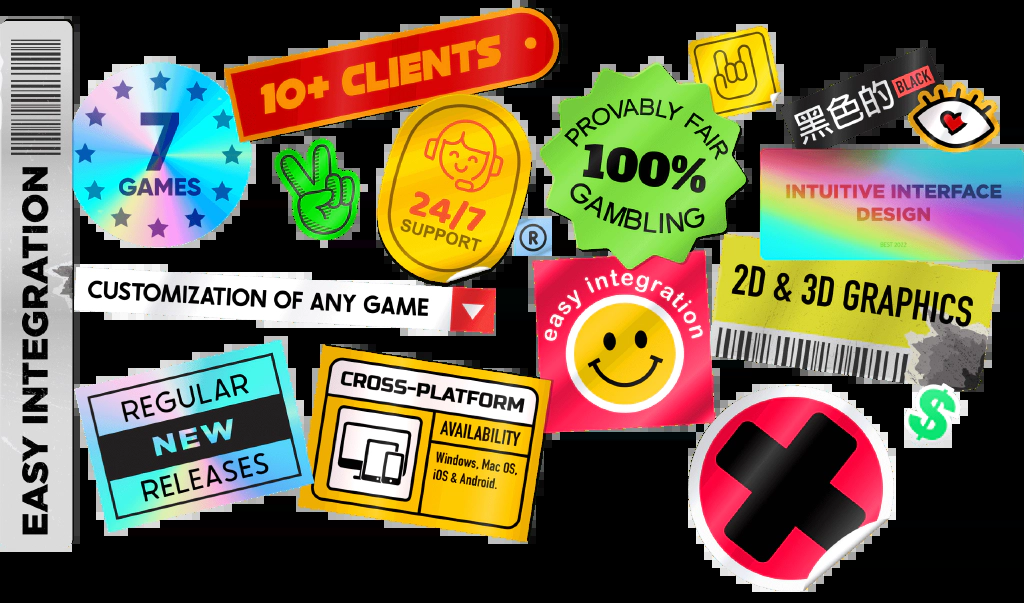 EASY INTEGRATION
7
GAMES
10+ CLIENTS
24/7
SUPPORT
®
PROVABLY FAIR
100%
GAMBLING
黑色的
BLACK
INTUITIVE INTERFACE
DESIGN
CUSTOMIZATION OF ANY GAME
easy integration
2D & 3D GRAPHICS
REGULAR
NEW
RELEASES
CROSS-PLATFORM
AVAILABILITY
Windows, Mac OS,
iOS & Android.
$